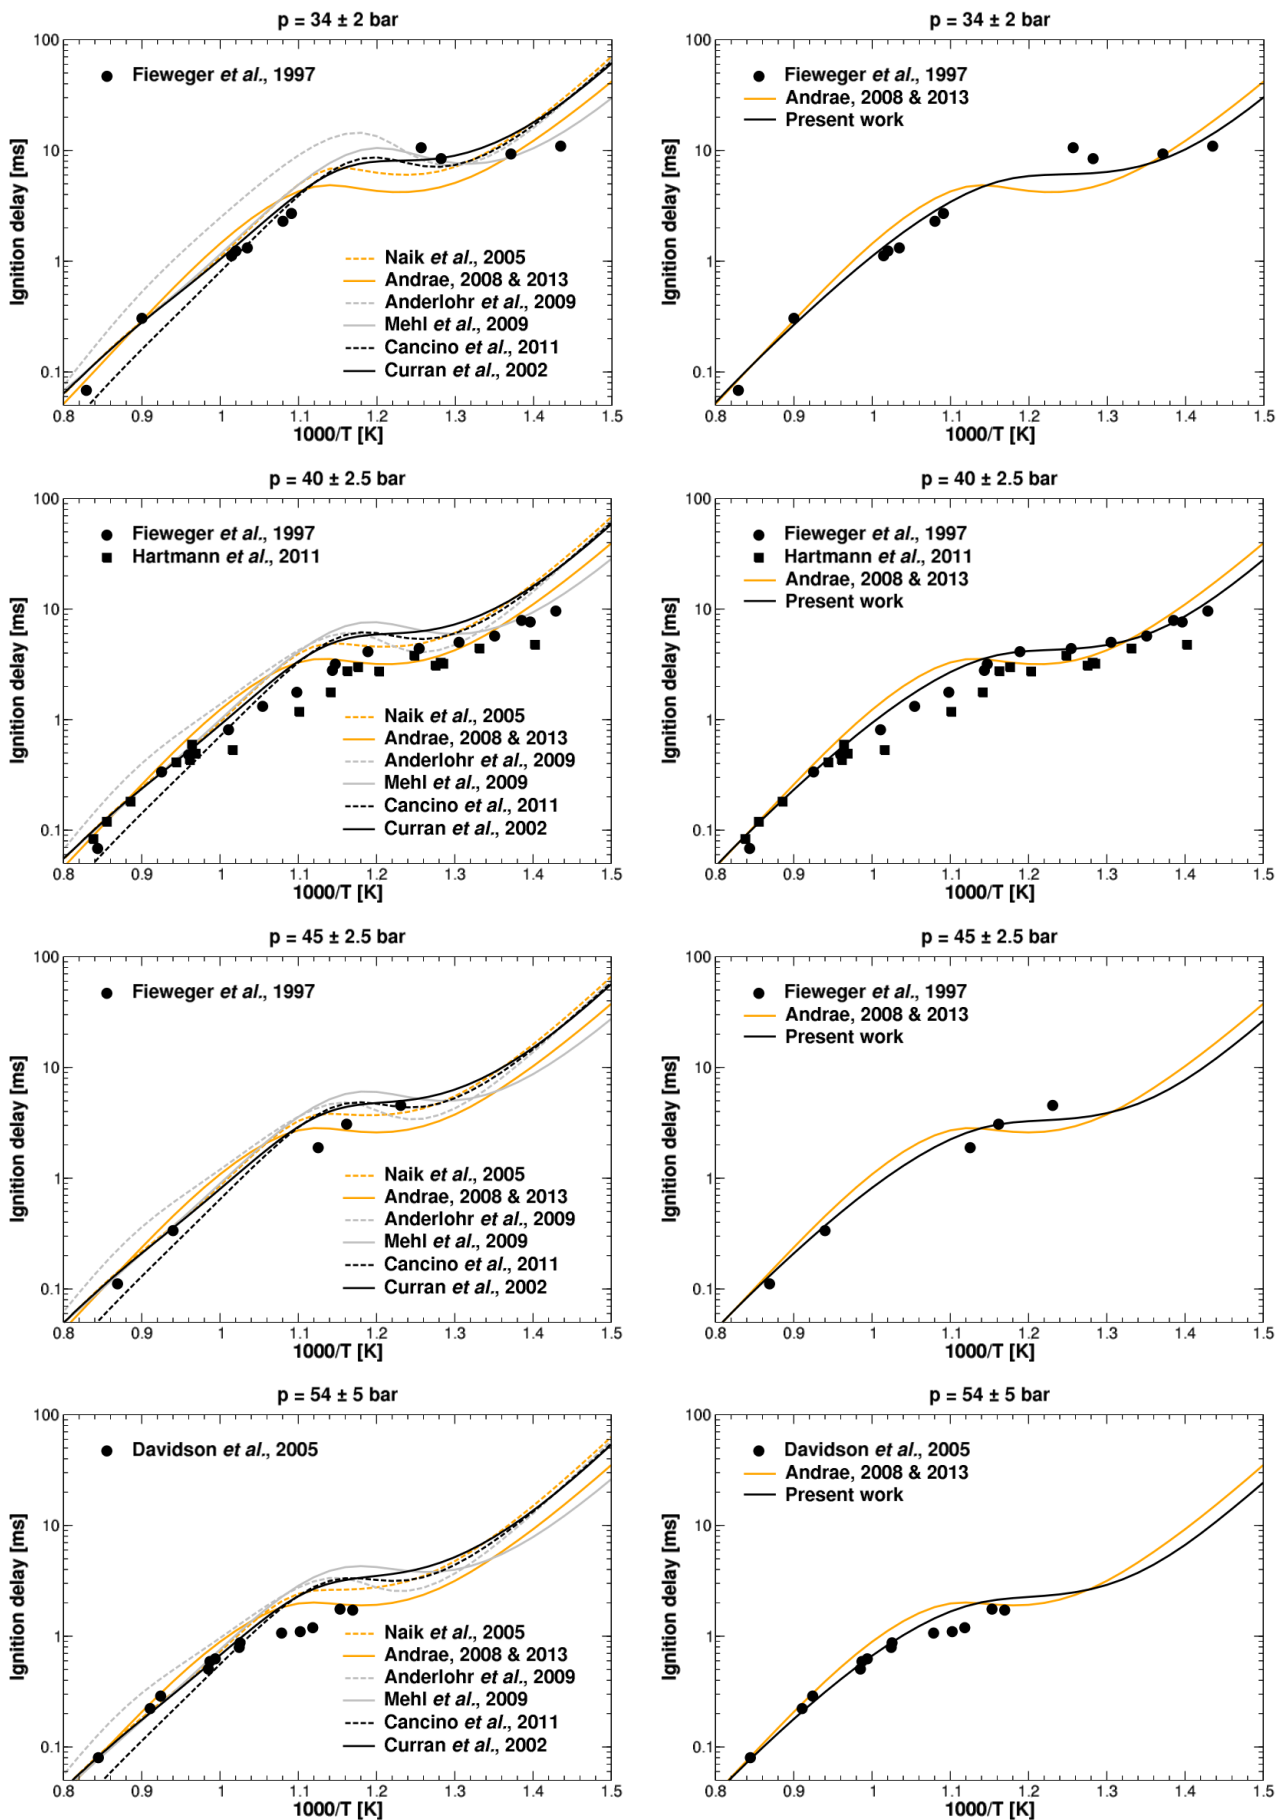 p = 34 ± 2 bar
100
10
1
0.1
Ignition delay [ms]
Fieweger et al., 1997
Naik et al., 2005
Andrae, 2008 & 2013
Anderlohr et al., 2009
Mehl et al., 2009
Cancino et al., 2011
Curran et al., 2002
0.8 0.9 1 1.1 1.2 1.3 1.4 1.5
1000/T [K]
p = 34 ± 2 bar
100
10
1
0.1
Ignition delay [ms]
Fieweger et al., 1997
Andrae, 2008 & 2013
Present work
0.8 0.9 1 1.1 1.2 1.3 1.4 1.5
1000/T [K]
p = 40 ± 2.5 bar
100
10
1
0.1
Ignition delay [ms]
Fieweger et al., 1997
Hartmann et al., 2011
Naik et al., 2005
Andrae, 2008 & 2013
Anderlohr et al., 2009
Mehl et al., 2009
Cancino et al., 2011
Curran et al., 2002
0.8 0.9 1 1.1 1.2 1.3 1.4 1.5
1000/T [K]
p = 40 ± 2.5 bar
100
10
1
0.1
Ignition delay [ms]
Fieweger et al., 1997
Hartmann et al., 2011
Andrae, 2008 & 2013
Present work
0.8 0.9 1 1.1 1.2 1.3 1.4 1.5
1000/T [K]
p = 45 ± 2.5 bar
100
10
1
0.1
Ignition delay [ms]
Fieweger et al., 1997
Naik et al., 2005
Andrae, 2008 & 2013
Anderlohr et al., 2009
Mehl et al., 2009
Cancino et al., 2011
Curran et al., 2002
0.8 0.9 1 1.1 1.2 1.3 1.4 1.5
1000/T [K]
p = 45 ± 2.5 bar
100
10
1
0.1
Ignition delay [ms]
Fieweger et al., 1997
Andrae, 2008 & 2013
Present work
0.8 0.9 1 1.1 1.2 1.3 1.4 1.5
1000/T [K]
p = 54 ± 5 bar
100
10
1
0.1
Ignition delay [ms]
Davidson et al., 2005
Naik et al., 2005
Andrae, 2008 & 2013
Anderlohr et al., 2009
Mehl et al., 2009
Cancino et al., 2011
Curran et al., 2002
0.8 0.9 1 1.1 1.2 1.3 1.4 1.5
1000/T [K]
p = 54 ± 5 bar
100
10
1
0.1
Ignition delay [ms]
Davidson et al., 2005
Andrae, 2008 & 2013
Present work
0.8 0.9 1 1.1 1.2 1.3 1.4 1.5
1000/T [K]